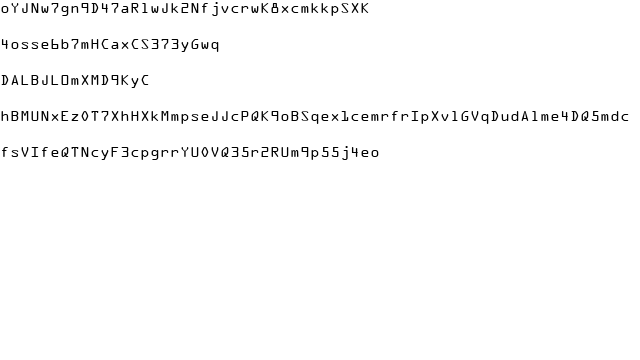 oYJNw7gn9D47aRlwJk2NfjvcrwK8xcmkkpSXK
4osse6b7mHCaxCS373yGwq
DALBJLOmXMD9KyC
hBMUNxEz0T7XhHXkMmpseJJcPQK9oBSqex1cemrfrIpXvlGVqDudAlme4DQ5mdc
fsVIfeQTNcyF3cpgrrYU0VQ35r2RUm9p55j4eo